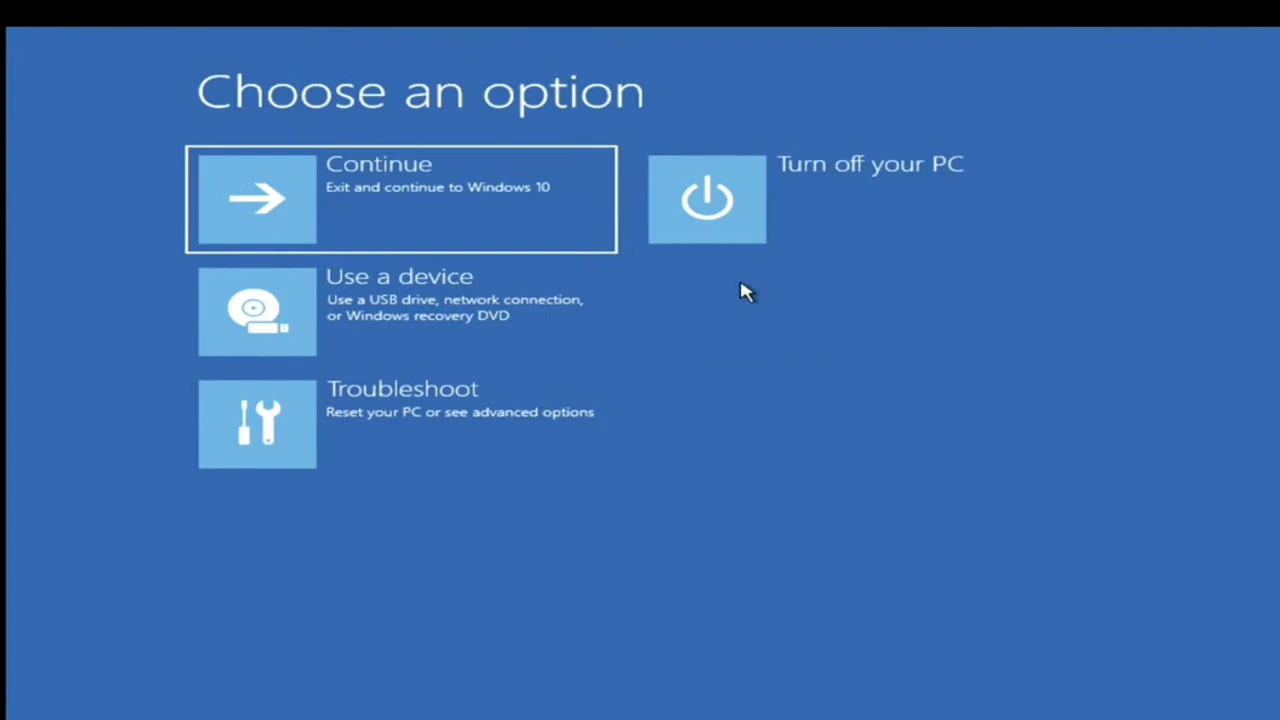 Choose an option
Continue
Exit and continue to Windows 10
Turn off your PC
Use a device
Use a USB drive, network connection,
or Windows recovery DVD
Troubleshoot
Reset your PC or see advanced options